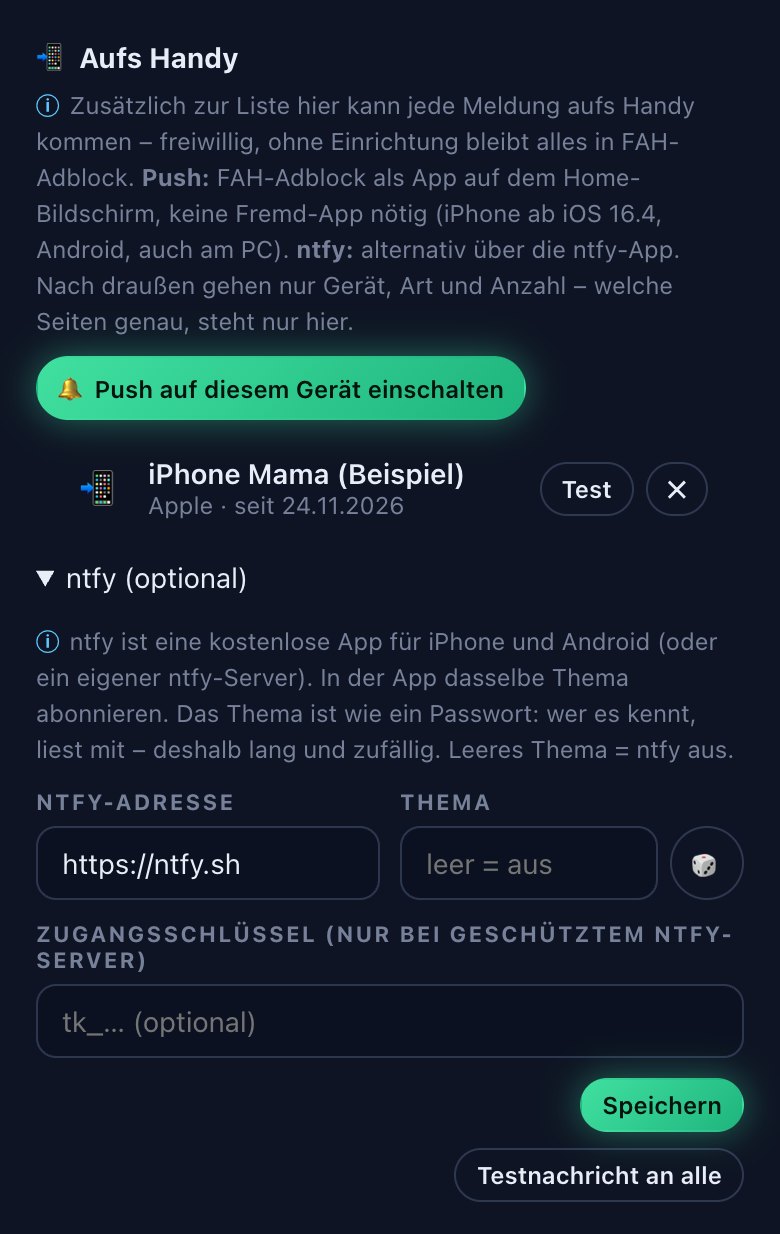 Aufs Handy
ⓘ Zusätzlich zur Liste hier kann jede Meldung aufs Handy
kommen – freiwillig, ohne Einrichtung bleibt alles in FAH-
Adblock. Push: FAH-Adblock als App auf dem Home-
Bildschirm, keine Fremd-App nötig (iPhone ab iOS 16.4,
Android, auch am PC). ntfy: alternativ über die ntfy-App.
Nach draußen gehen nur Gerät, Art und Anzahl – welche
Seiten genau, steht nur hier.
Push auf diesem Gerät einschalten
iPhone Mama (Beispiel)
Apple · seit 24.11.2026
Test
✕
▼ ntfy (optional)
ⓘ ntfy ist eine kostenlose App für iPhone und Android (oder
ein eigener ntfy-Server). In der App dasselbe Thema
abonnieren. Das Thema ist wie ein Passwort: wer es kennt,
liest mit – deshalb lang und zufällig. Leeres Thema = ntfy aus.
NTFY-ADRESSE
THEMA
https://ntfy.sh
leer = aus
ZUGANGSSCHLÜSSEL (NUR BEI GESCHÜTZTEM NTFY-
SERVER)
tk_... (optional)
Speichern
Testnachricht an alle